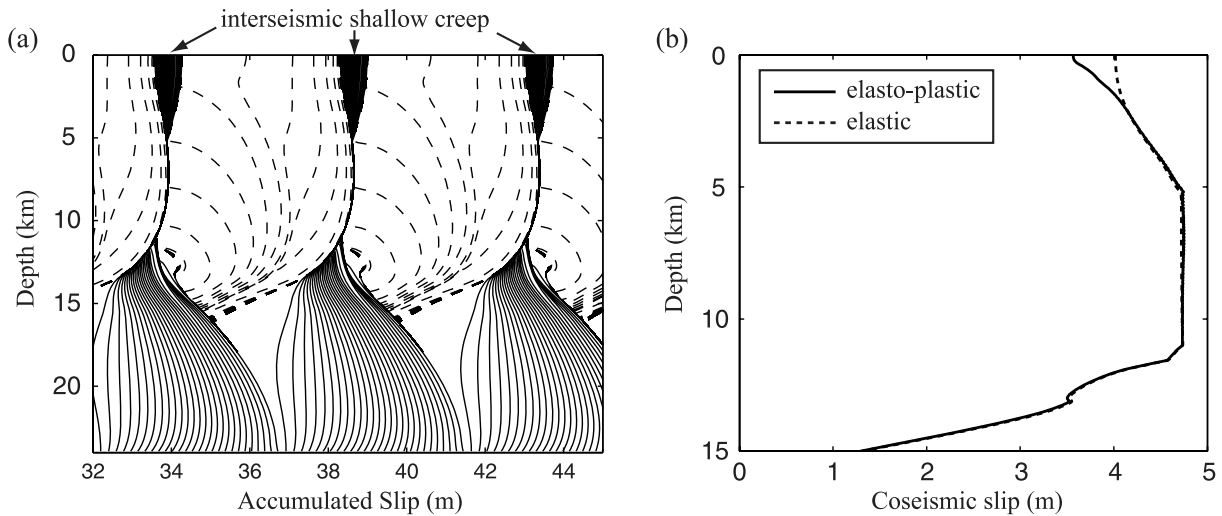 interseismic shallow creep
(a)
0
5
10
15
20
Depth (km)
32 34 36 38 40 42 44
Accumulated Slip (m)
(b)
elasto-plastic
elastic
0
5
10
15
Depth (km)
0 1 2 3 4 5
Coseismic slip (m)